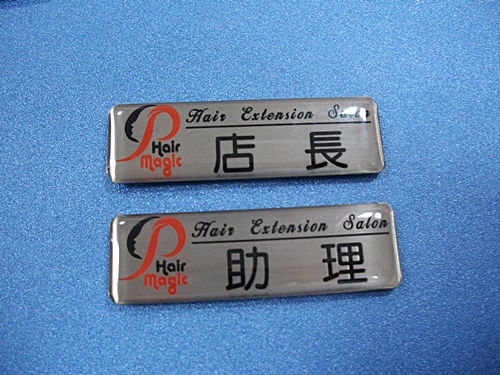 Hair Extension Salon
Hair
Magic
店 長
Hair Extension Salon
Hair
Magic
助 理